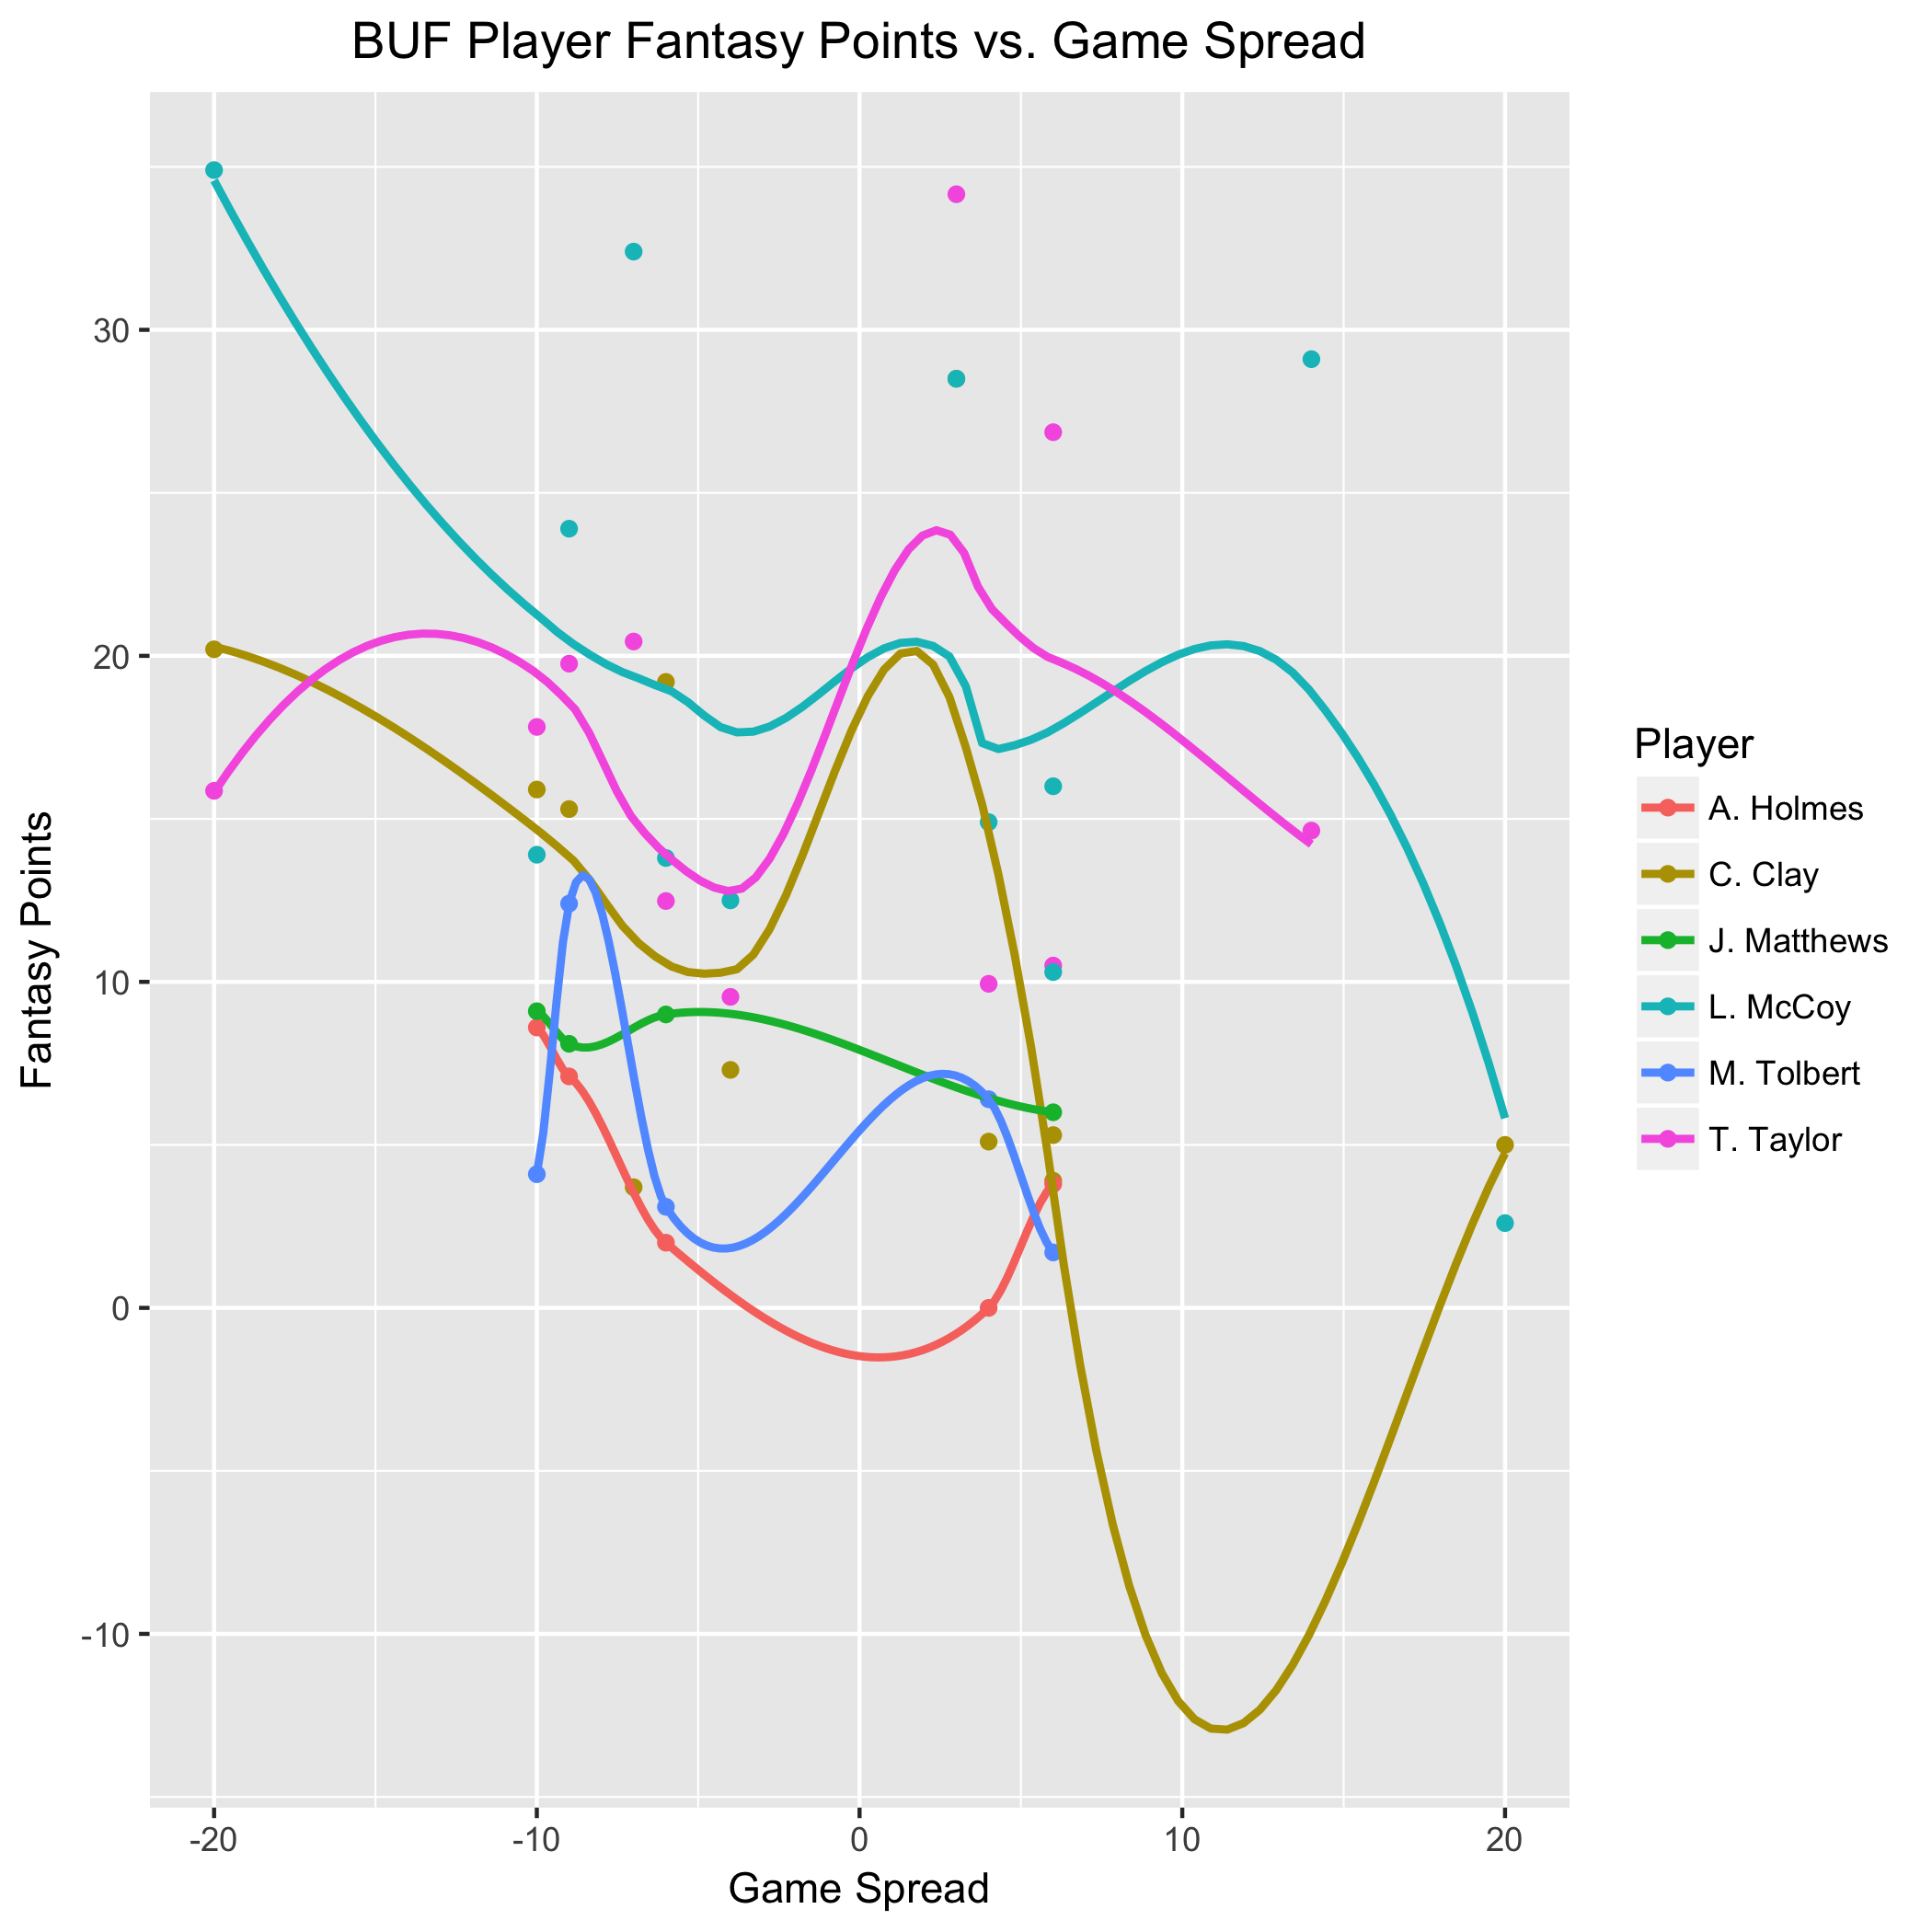 BUF Player Fantasy Points vs. Game Spread
Fantasy Points
30
20
10
0
-10
-20
-10
0
10
20
Game Spread
Player
A. Holmes
C. Clay
J. Matthews
L. McCoy
M. Tolbert
T. Taylor